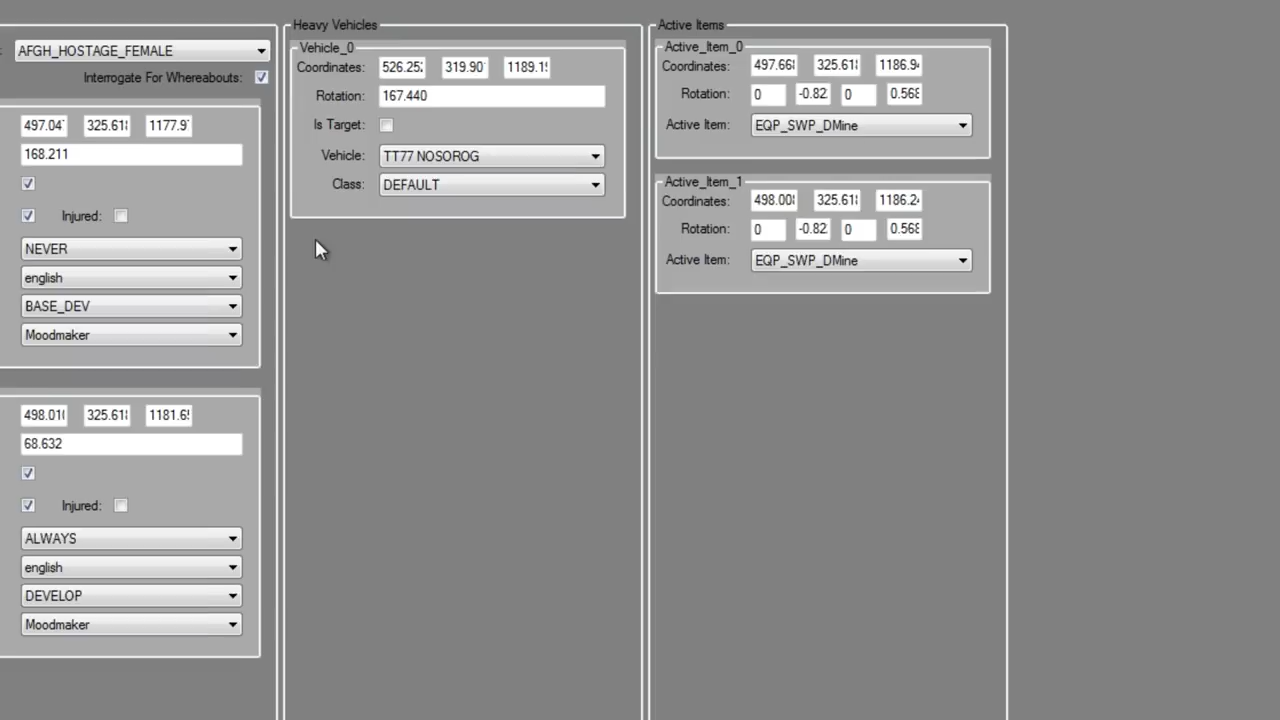 AFGH_HOSTAGE_FEMALE
Interrogate For Whereabouts:
497.04 325.61 1177.9
168.211
Injured:
NEVER
english
BASE_DEV
Moodmaker
498.01 325.61 1181.6
68.632
Injured:
ALWAYS
english
DEVELOP
Moodmaker
Heavy Vehicles
Vehicle_0
Coordinates: 526.25 319.90 1189.1
Rotation: 167.440
Is Target:
Vehicle: TT77 NOSOROG
Class: DEFAULT
Active Items
Active_Item_0
Coordinates: 497.66 325.61 1186.9
Rotation: 0 -0.82 0 0.568
Active Item: EQP_SWP_DMine
Active_Item_1
Coordinates: 498.00 325.61 1186.2
Rotation: 0 -0.82 0 0.568
Active Item: EQP_SWP_DMine